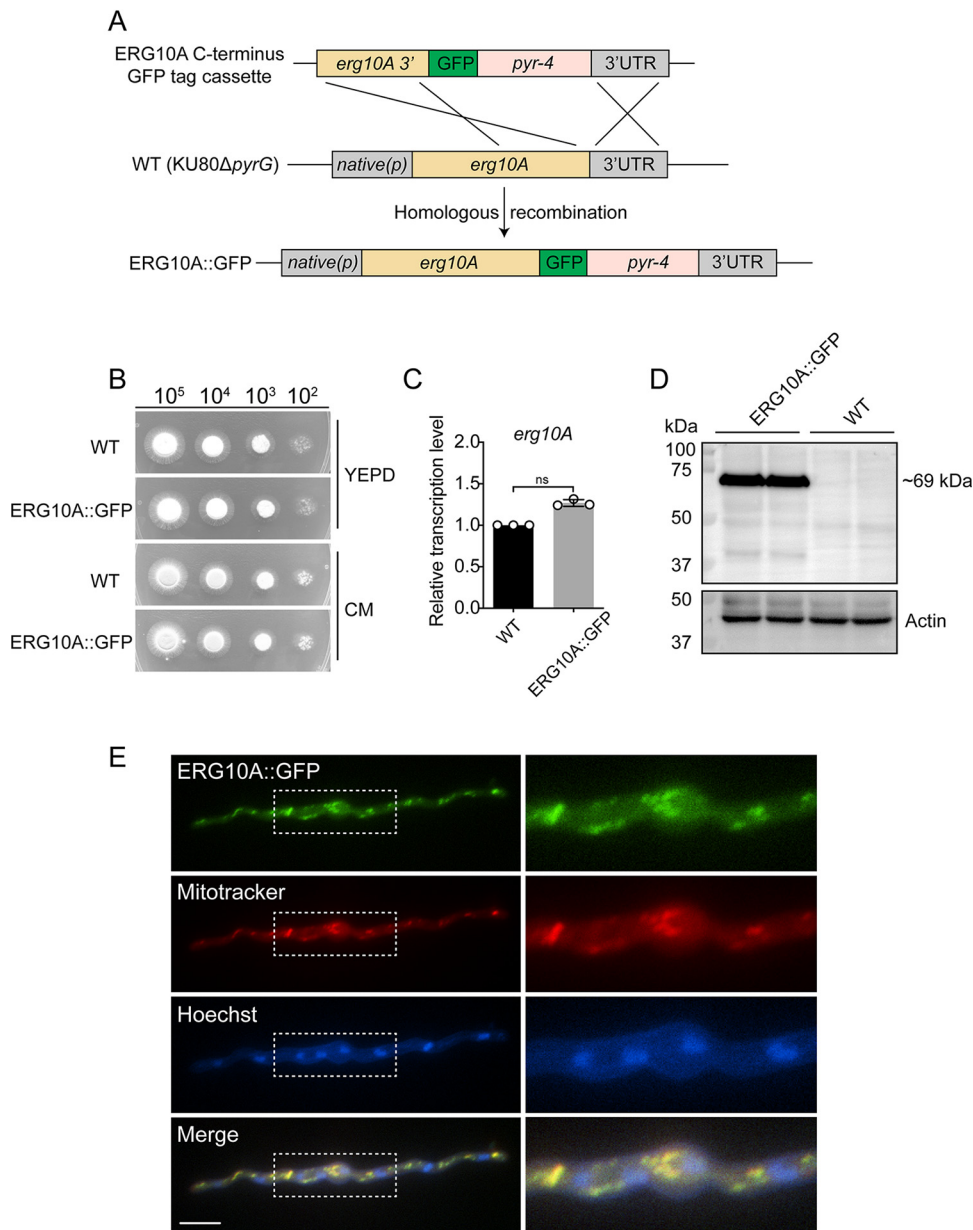 A
ERG10A C-terminus
GFP tag cassette
erg10A 3’ GFP pyr-4 3’UTR
WT (KU80ΔpyrG) native(p) erg10A 3’UTR
Homologous recombination
ERG10A::GFP native(p) erg10A GFP pyr-4 3’UTR
B
10⁵ 10⁴ 10³ 10²
WT
ERG10A::GFP
YEPD
WT
ERG10A::GFP
CM
C
erg10A
Relative transcription level
2.0
1.5
1.0
0.5
0.0
ns
WT
ERG10A::GFP
D
ERG10A::GFP
WT
kDa
100
75
50
37
~69 kDa
50
37
Actin
E
ERG10A::GFP
Mitotracker
Hoechst
Merge